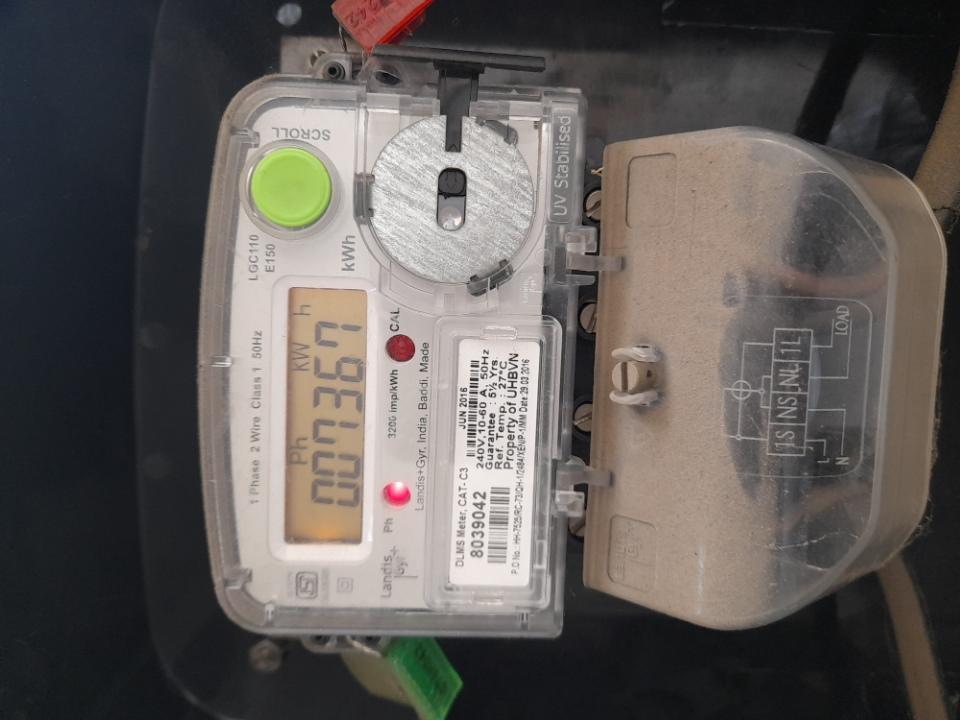 SCROLL
LGC110
E150
1 Phase 2 Wire Class 1 50Hz
Ph kW h
007367
kWh
CAL
3200 imp/kWh
Ph
Landis+Gyr, India, Baddi, Made
Landis
Gyr+
UV Stabilised
JUN 2016
DLMS Meter, CAT- C3
8039042
240V,10-60 A, 50Hz
Guarantee : 5½ Yrs.
Ref. Temp. : 27°C
Property of UHBVN
LOAD
1S NS NL 1L
L
N